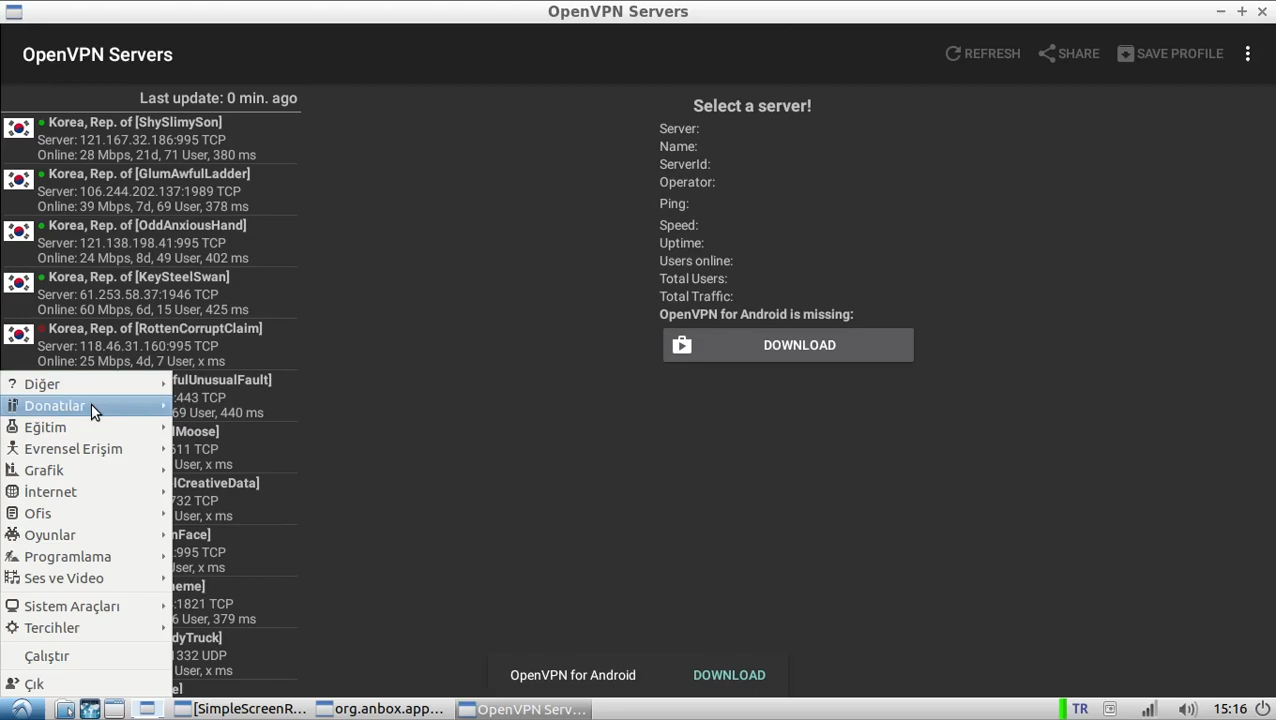 OpenVPN Servers
OpenVPN Servers
REFRESH
SHARE
SAVE PROFILE
Last update: 0 min. ago
Korea, Rep. of [ShySlimySon]
Server: 121.167.32.186:995 TCP
Online: 28 Mbps, 21d, 71 User, 380 ms
Korea, Rep. of [GlumAwfulLadder]
Server: 106.244.202.137:1989 TCP
Online: 39 Mbps, 7d, 69 User, 378 ms
Korea, Rep. of [OddAnxiousHand]
Server: 121.138.198.41:995 TCP
Online: 24 Mbps, 8d, 49 User, 402 ms
Korea, Rep. of [KeySteelSwan]
Server: 61.253.58.37:1946 TCP
Online: 60 Mbps, 6d, 15 User, 425 ms
Korea, Rep. of [RottenCorruptClaim]
Server: 118.46.31.160:995 TCP
Online: 25 Mbps, 4d, 7 User, x ms
fulUnusualFault]
:443 TCP
69 User, 440 ms
lMoose]
611 TCP
User, x ms
lCreativeData]
732 TCP
User, x ms
nFace]
:995 TCP
User, x ms
heme]
:1821 TCP
6 User, 379 ms
dyTruck]
1332 UDP
User, x ms
el]
Diğer
Donatılar
Eğitim
Evrensel Erişim
Grafik
İnternet
Ofis
Oyunlar
Programlama
Ses ve Video
Sistem Araçları
Tercihler
Çalıştır
Çık
Select a server!
Server:
Name:
ServerId:
Operator:
Ping:
Speed:
Uptime:
Users online:
Total Users:
Total Traffic:
OpenVPN for Android is missing:
DOWNLOAD
OpenVPN for Android
DOWNLOAD
[SimpleScreenR...
org.anbox.app...
OpenVPN Serv...
TR
15:16